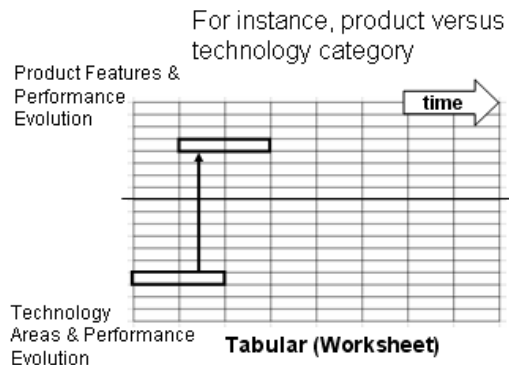 For instance, product versus
technology category
Product Features &
Performance
Evolution
time
Technology
Areas & Performance
Evolution
Tabular (Worksheet)